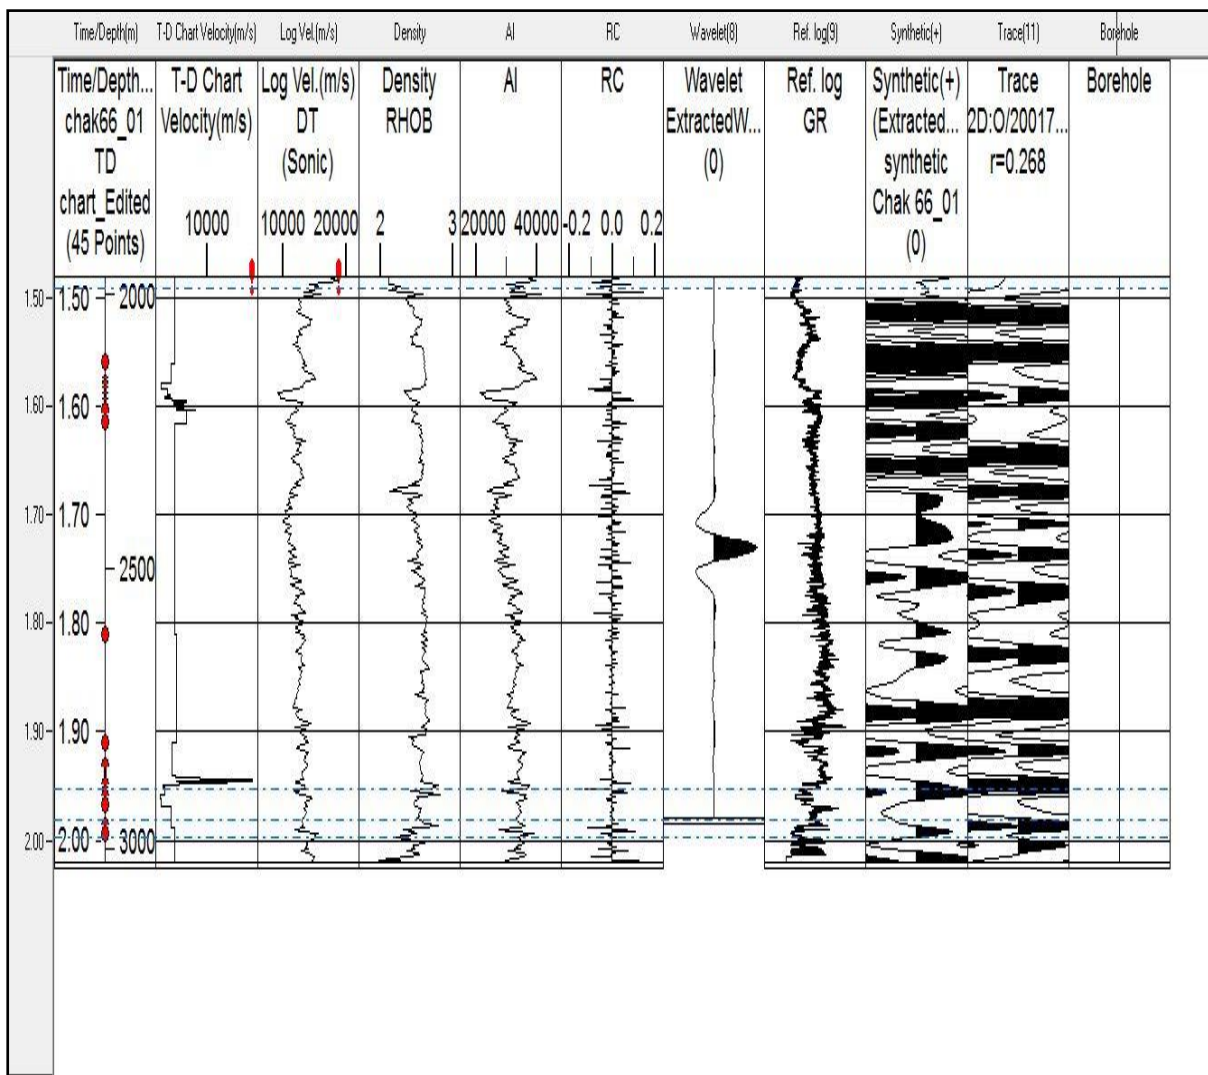 Time/Depth(m) T-D Chart Velocity(m/s) Log Vel.(m/s) Density AI RC Wavelet(8) Ref. log(9) Synthetic(+) Trace(11) Borehole
Time/Depth... T-D Chart Log Vel.(m/s) Density AI RC Wavelet Ref. log Synthetic(+) Trace Borehole
chak66_01 Velocity(m/s) DT RHOB ExtractedW... GR (Extracted... 2D:O/20017...
TD (Sonic) (0) synthetic r=0.268
chart_Edited Chak 66_01
(45 Points) 10000 10000 20000 2 3 20000 40000 -0.2 0.0 0.2 (0)
1.50 1.50 2000
1.60 1.60
1.70 1.70
2500
1.80 1.80
1.90 1.90
2.00 2.00 3000